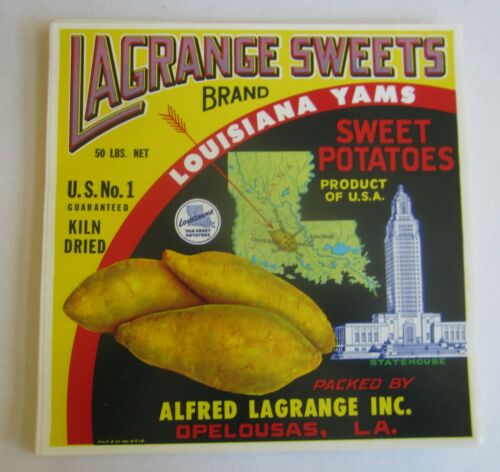 LAGRANGE SWEETS
BRAND
LOUISIANA YAMS
50 LBS. NET
SWEET
POTATOES
PRODUCT
OF U.S.A.
U.S. No. 1
GUARANTEED
KILN
DRIED
Louisiana
YAM SWEET
POTATOES
STATEHOUSE
PACKED BY
ALFRED LAGRANGE INC.
OPELOUSAS, LA.